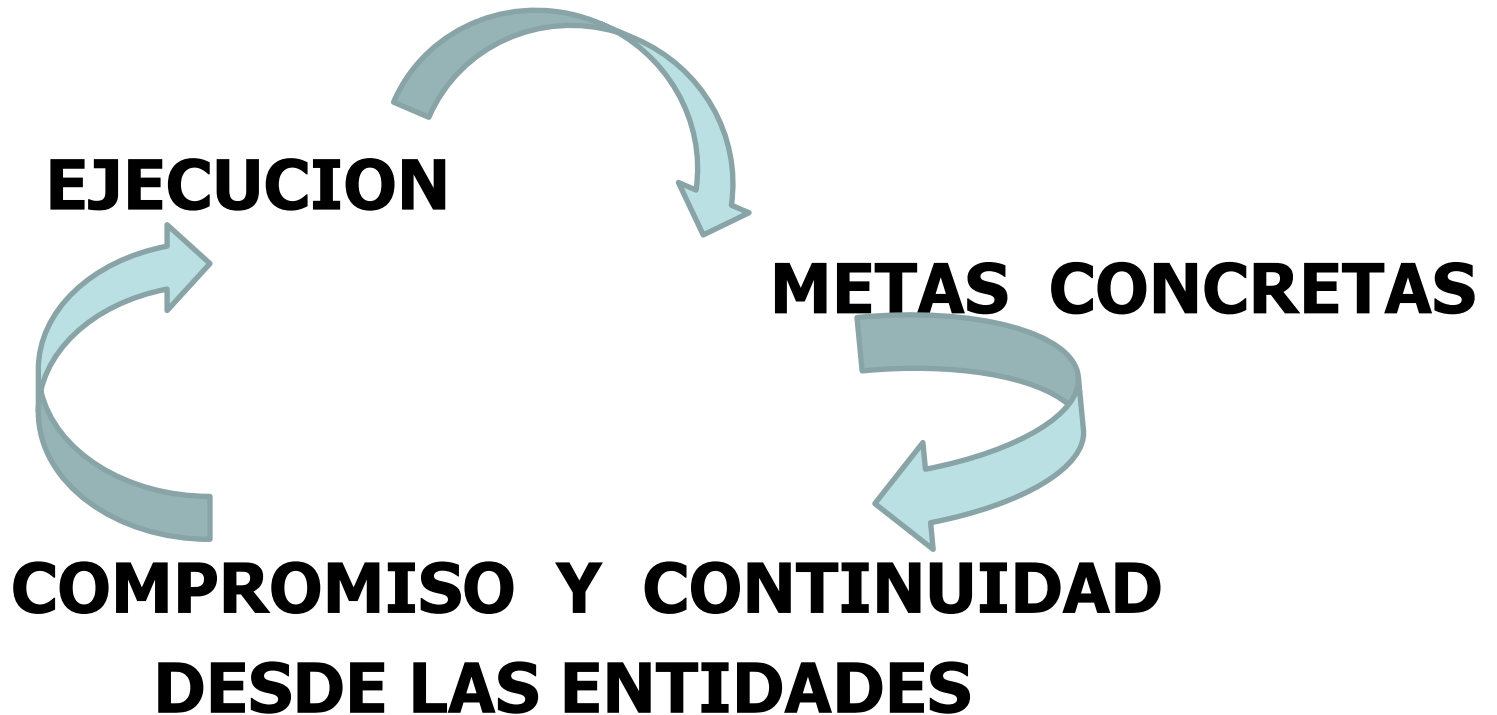 EJECUCION
METAS CONCRETAS
COMPROMISO Y CONTINUIDAD
DESDE LAS ENTIDADES